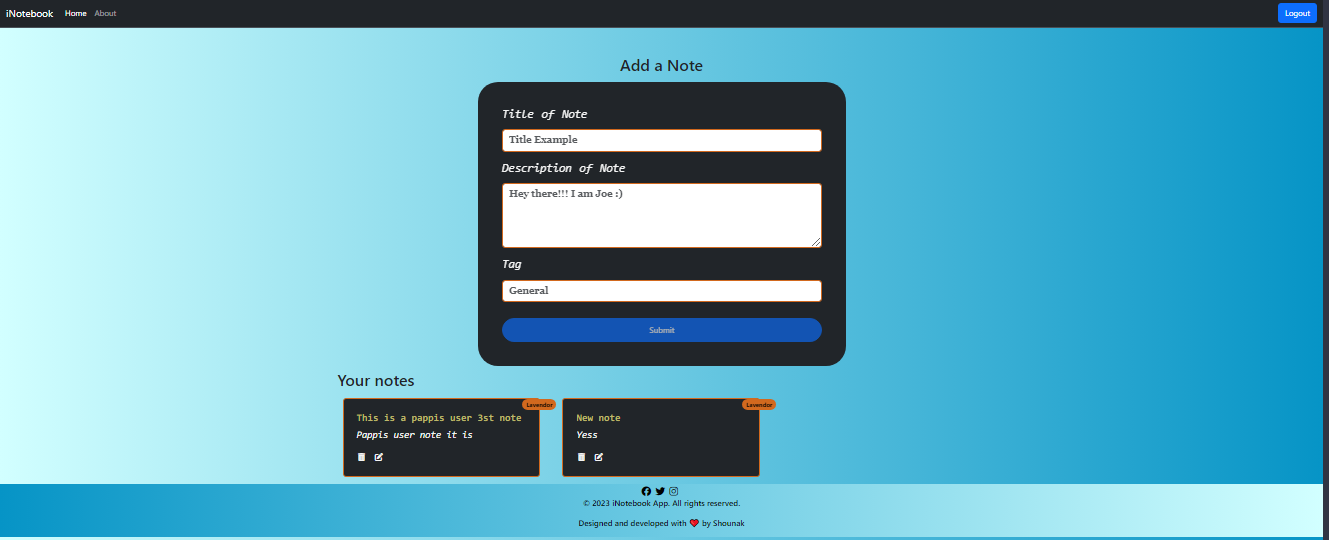 iNotebook Home About Logout
Add a Note
Title of Note
Title Example
Description of Note
Hey there!!! I am Joe :)
Tag
General
Submit
Your notes
Lavendor
This is a pappis user 3st note
Pappis user note it is
Lavendor
New note
Yess
© 2023 iNotebook App. All rights reserved.
Designed and developed with ❤️ by Shounak